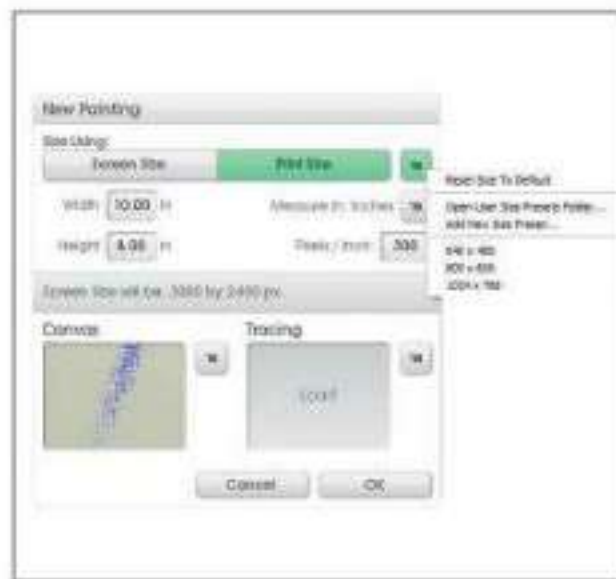 New Painting
Size Using:
Screen Size Print Size
Width 10.00 in Measure in: Inches
Height 8.00 in Pixels / Inch: 300
Screen Size will be: 3000 by 2400 px.
Canvas Tracing
Load
Cancel OK
Reset Size To Default
Open User Size Presets Folder...
Add New Size Preset...
640 x 480
800 x 600
1024 x 768